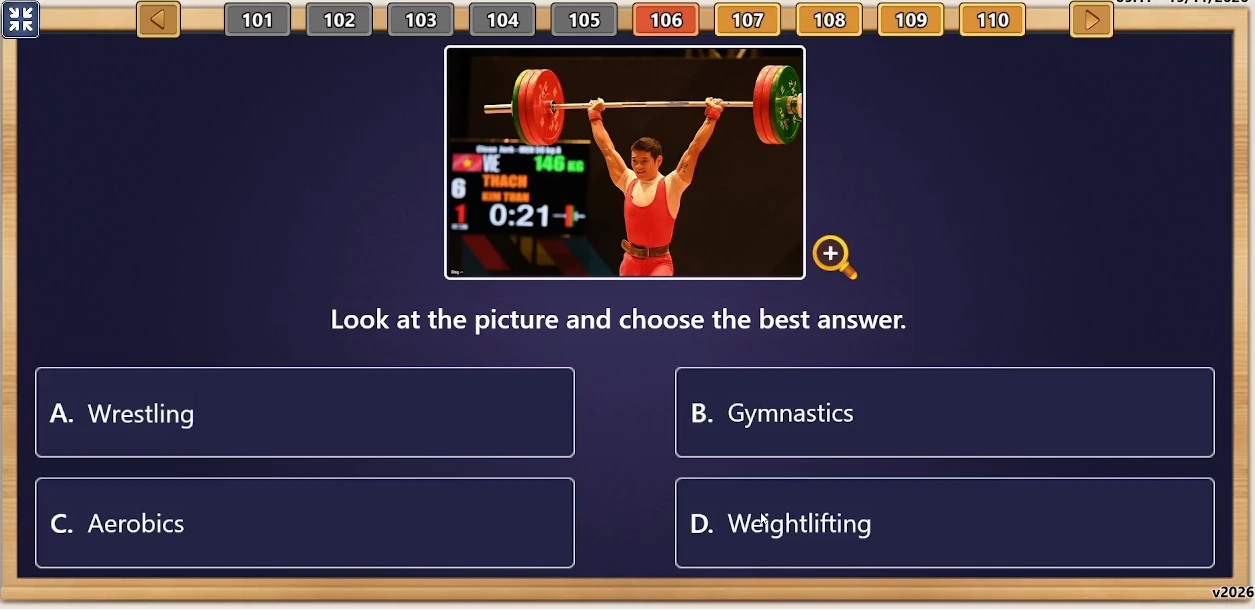 101 102 103 104 105 106 107 108 109 110
VIE 146 KG
6 THACH
KIM TUAN
1 0:21
Look at the picture and choose the best answer.
A. Wrestling
B. Gymnastics
C. Aerobics
D. Weightlifting
v2026